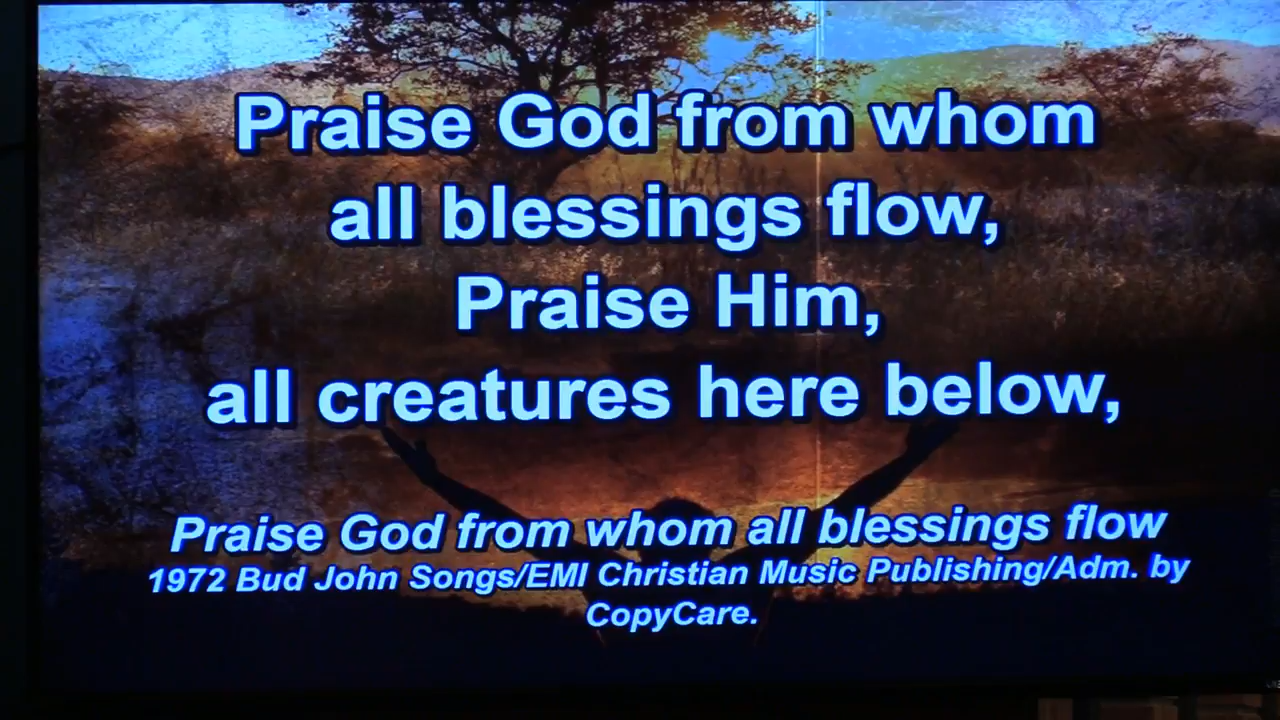 Praise God from whom
all blessings flow,
Praise Him,
all creatures here below,
Praise God from whom all blessings flow
1972 Bud John Songs/EMI Christian Music Publishing/Adm. by
CopyCare.